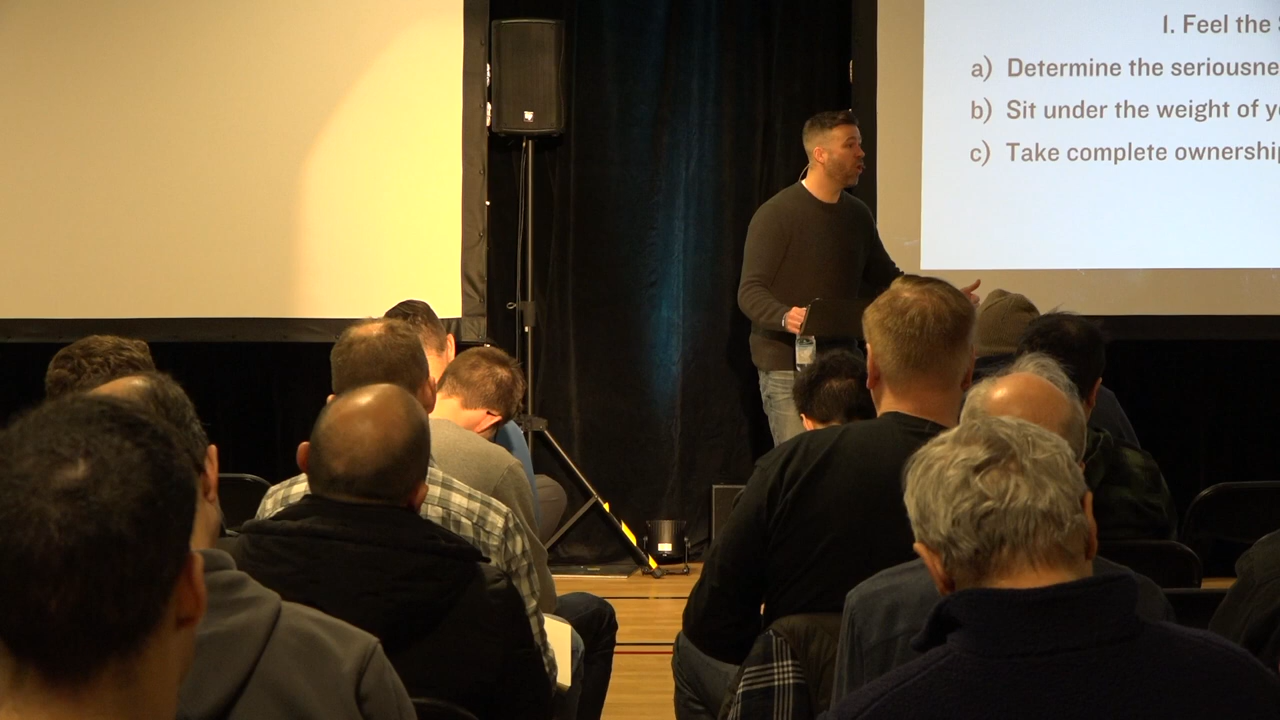 I. Feel the
a) Determine the
b) Sit under the weight of
c) Take complete